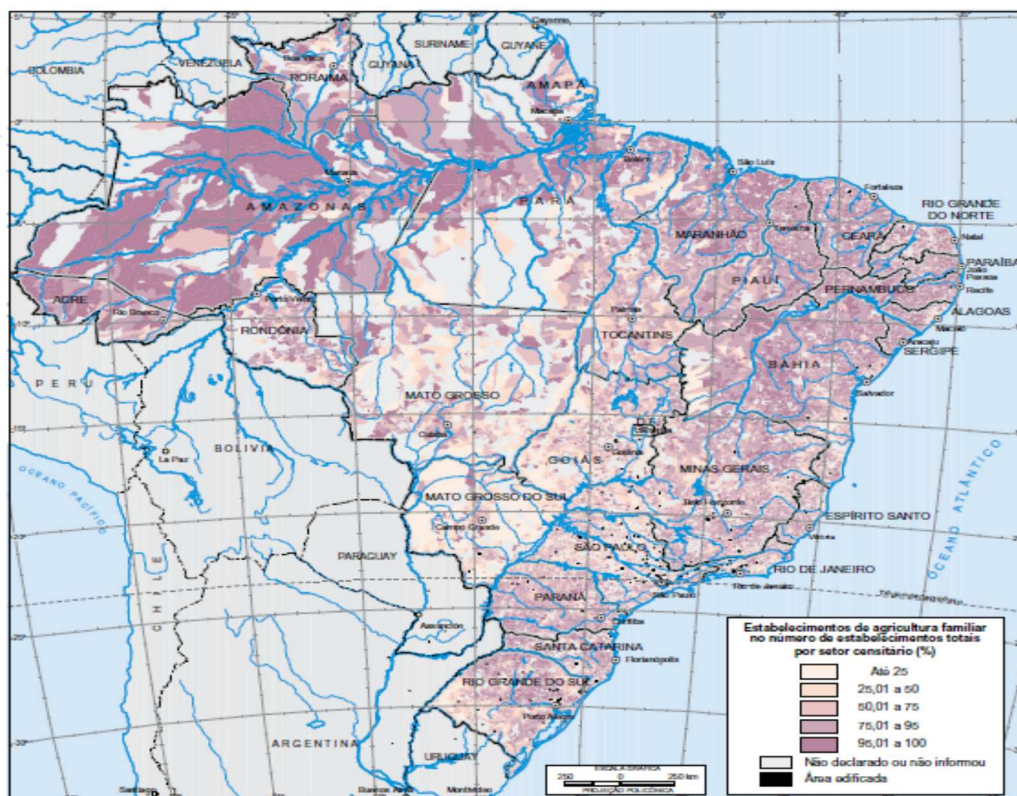 Cayenne
SURINAME
GUYANE
VENEZUELA
GUYANA
COLOMBIA
Boa Vista
RORAIMA
AMAPÁ
Macapá
Belém
São Luís
Manaus
Fortaleza
AMAZONAS
PARÁ
RIO GRANDE
DO NORTE
MARANHÃO
Teresina
CEARÁ
Natal
PARAÍBA
João
Pessoa
PIAUÍ
PERNAMBUCO
Recife
ACRE
Porto Velho
Rio Branco
ALAGOAS
Palmas
Maceió
RONDÔNIA
TOCANTINS
Aracaju
SERGIPE
BAHIA
PERU
MATO GROSSO
Salvador
Cuiabá
D.F.
La Paz
BOLIVIA
GOIÁS
Goiânia
MINAS GERAIS
OCEANO PACÍFICO
OCEANO ATLÂNTICO
MATO GROSSO DO SUL
Belo Horizonte
ESPÍRITO SANTO
Campo Grande
Vitória
SÃO PAULO
PARAGUAY
RIO DE JANEIRO
Rio de Janeiro
São Paulo
CHILE
PARANÁ
Curitiba
Asunción
SANTA CATARINA
Florianópolis
RIO GRANDE DO SUL
Porto Alegre
ARGENTINA
URUGUAY
Santiago
Buenos Aires
Montevideo
ESCALA GRÁFICA
250 0 250 km
PROJEÇÃO POLICÔNICA
Estabelecimentos de agricultura familiar
no número de estabelecimentos totais
por setor censitário (%)
Até 25
25,01 a 50
50,01 a 75
75,01 a 95
95,01 a 100
Não declarado ou não informou
Área edificada